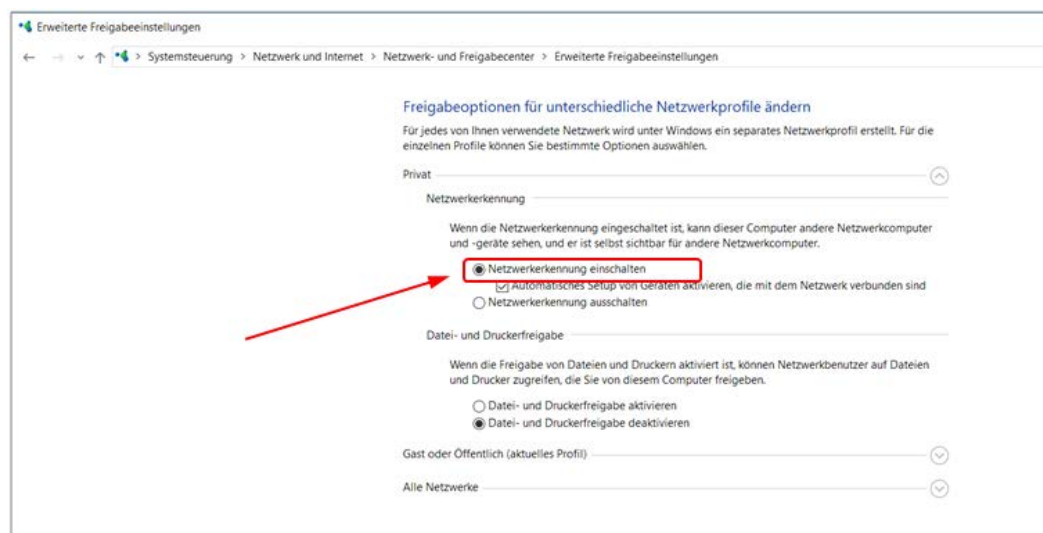 Erweiterte Freigabeeinstellungen
Systemsteuerung > Netzwerk und Internet > Netzwerk- und Freigabecenter > Erweiterte Freigabeeinstellungen
Freigabeoptionen für unterschiedliche Netzwerkprofile ändern
Für jedes von Ihnen verwendete Netzwerk wird unter Windows ein separates Netzwerkprofil erstellt. Für die
einzelnen Profile können Sie bestimmte Optionen auswählen.
Privat
Netzwerkerkennung
Wenn die Netzwerkerkennung eingeschaltet ist, kann dieser Computer andere Netzwerkcomputer
und -geräte sehen, und er ist selbst sichtbar für andere Netzwerkcomputer.
Netzwerkerkennung einschalten
Automatisches Setup von Geräten aktivieren, die mit dem Netzwerk verbunden sind
Netzwerkerkennung ausschalten
Datei- und Druckerfreigabe
Wenn die Freigabe von Dateien und Druckern aktiviert ist, können Netzwerkbenutzer auf Dateien
und Drucker zugreifen, die Sie von diesem Computer freigeben.
Datei- und Druckerfreigabe aktivieren
Datei- und Druckerfreigabe deaktivieren
Gast oder Öffentlich (aktuelles Profil)
Alle Netzwerke